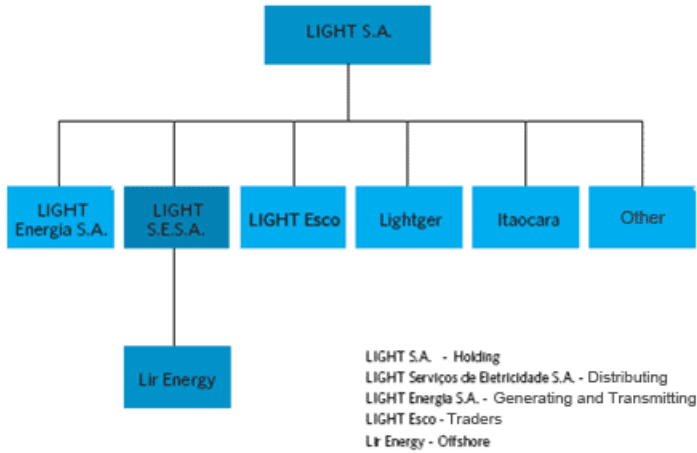 LIGHT S.A.
LIGHT
Energia S.A.
LIGHT
S.E.S.A.
LIGHT Esco
Lightger
Itaocara
Other
Lir Energy
LIGHT S.A. - Holding
LIGHT Serviços de Eletricidade S.A. - Distributing
LIGHT Energia S.A. - Generating and Transmitting
LIGHT Esco - Traders
Lir Energy - Offshore